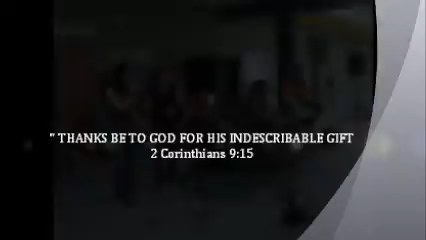 " THANKS BE TO GOD FOR HIS INDESCRIBABLE GIFT
2 Corinthians 9:15